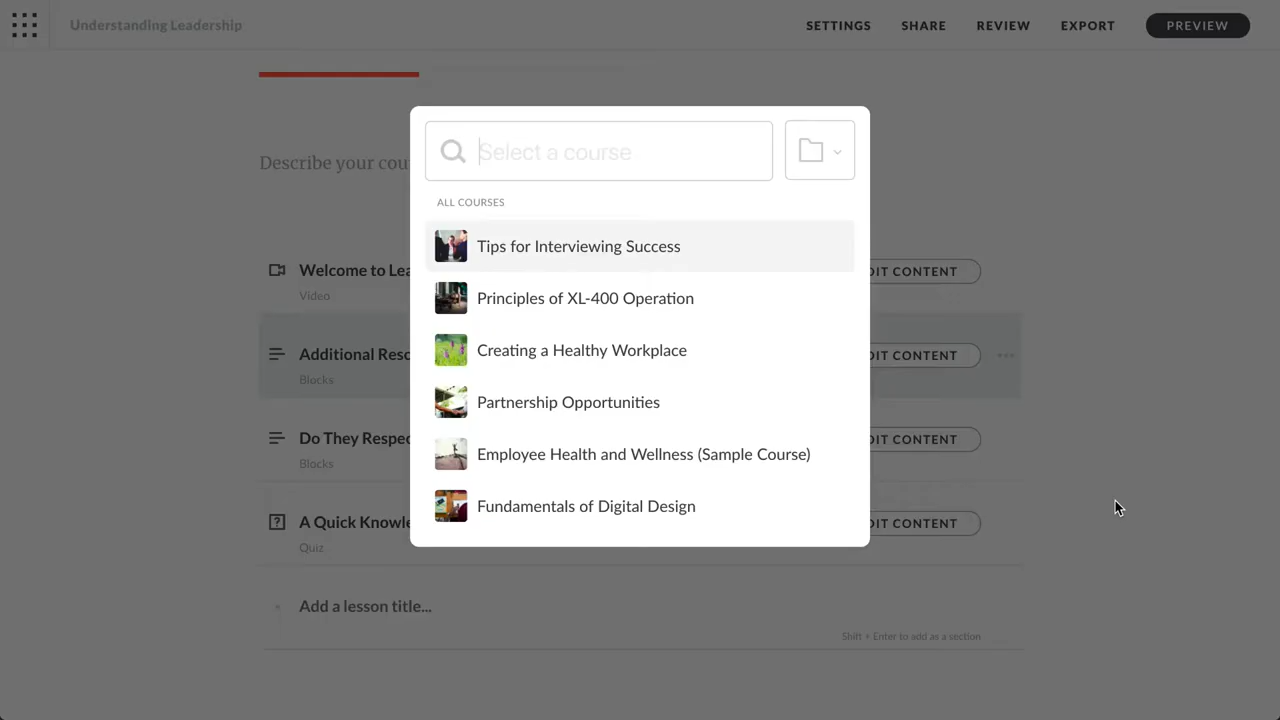 Understanding Leadership
SETTINGS SHARE REVIEW EXPORT PREVIEW
Select a course
Describe your cou
ALL COURSES
Tips for Interviewing Success
Welcome to Lea
DIT CONTENT
Video
Principles of XL-400 Operation
Creating a Healthy Workplace
Additional Reso
DIT CONTENT
Blocks
Partnership Opportunities
Do They Respec
DIT CONTENT
Employee Health and Wellness (Sample Course)
Blocks
Fundamentals of Digital Design
A Quick Knowle
DIT CONTENT
Quiz
Add a lesson title...
Shift + Enter to add as a section